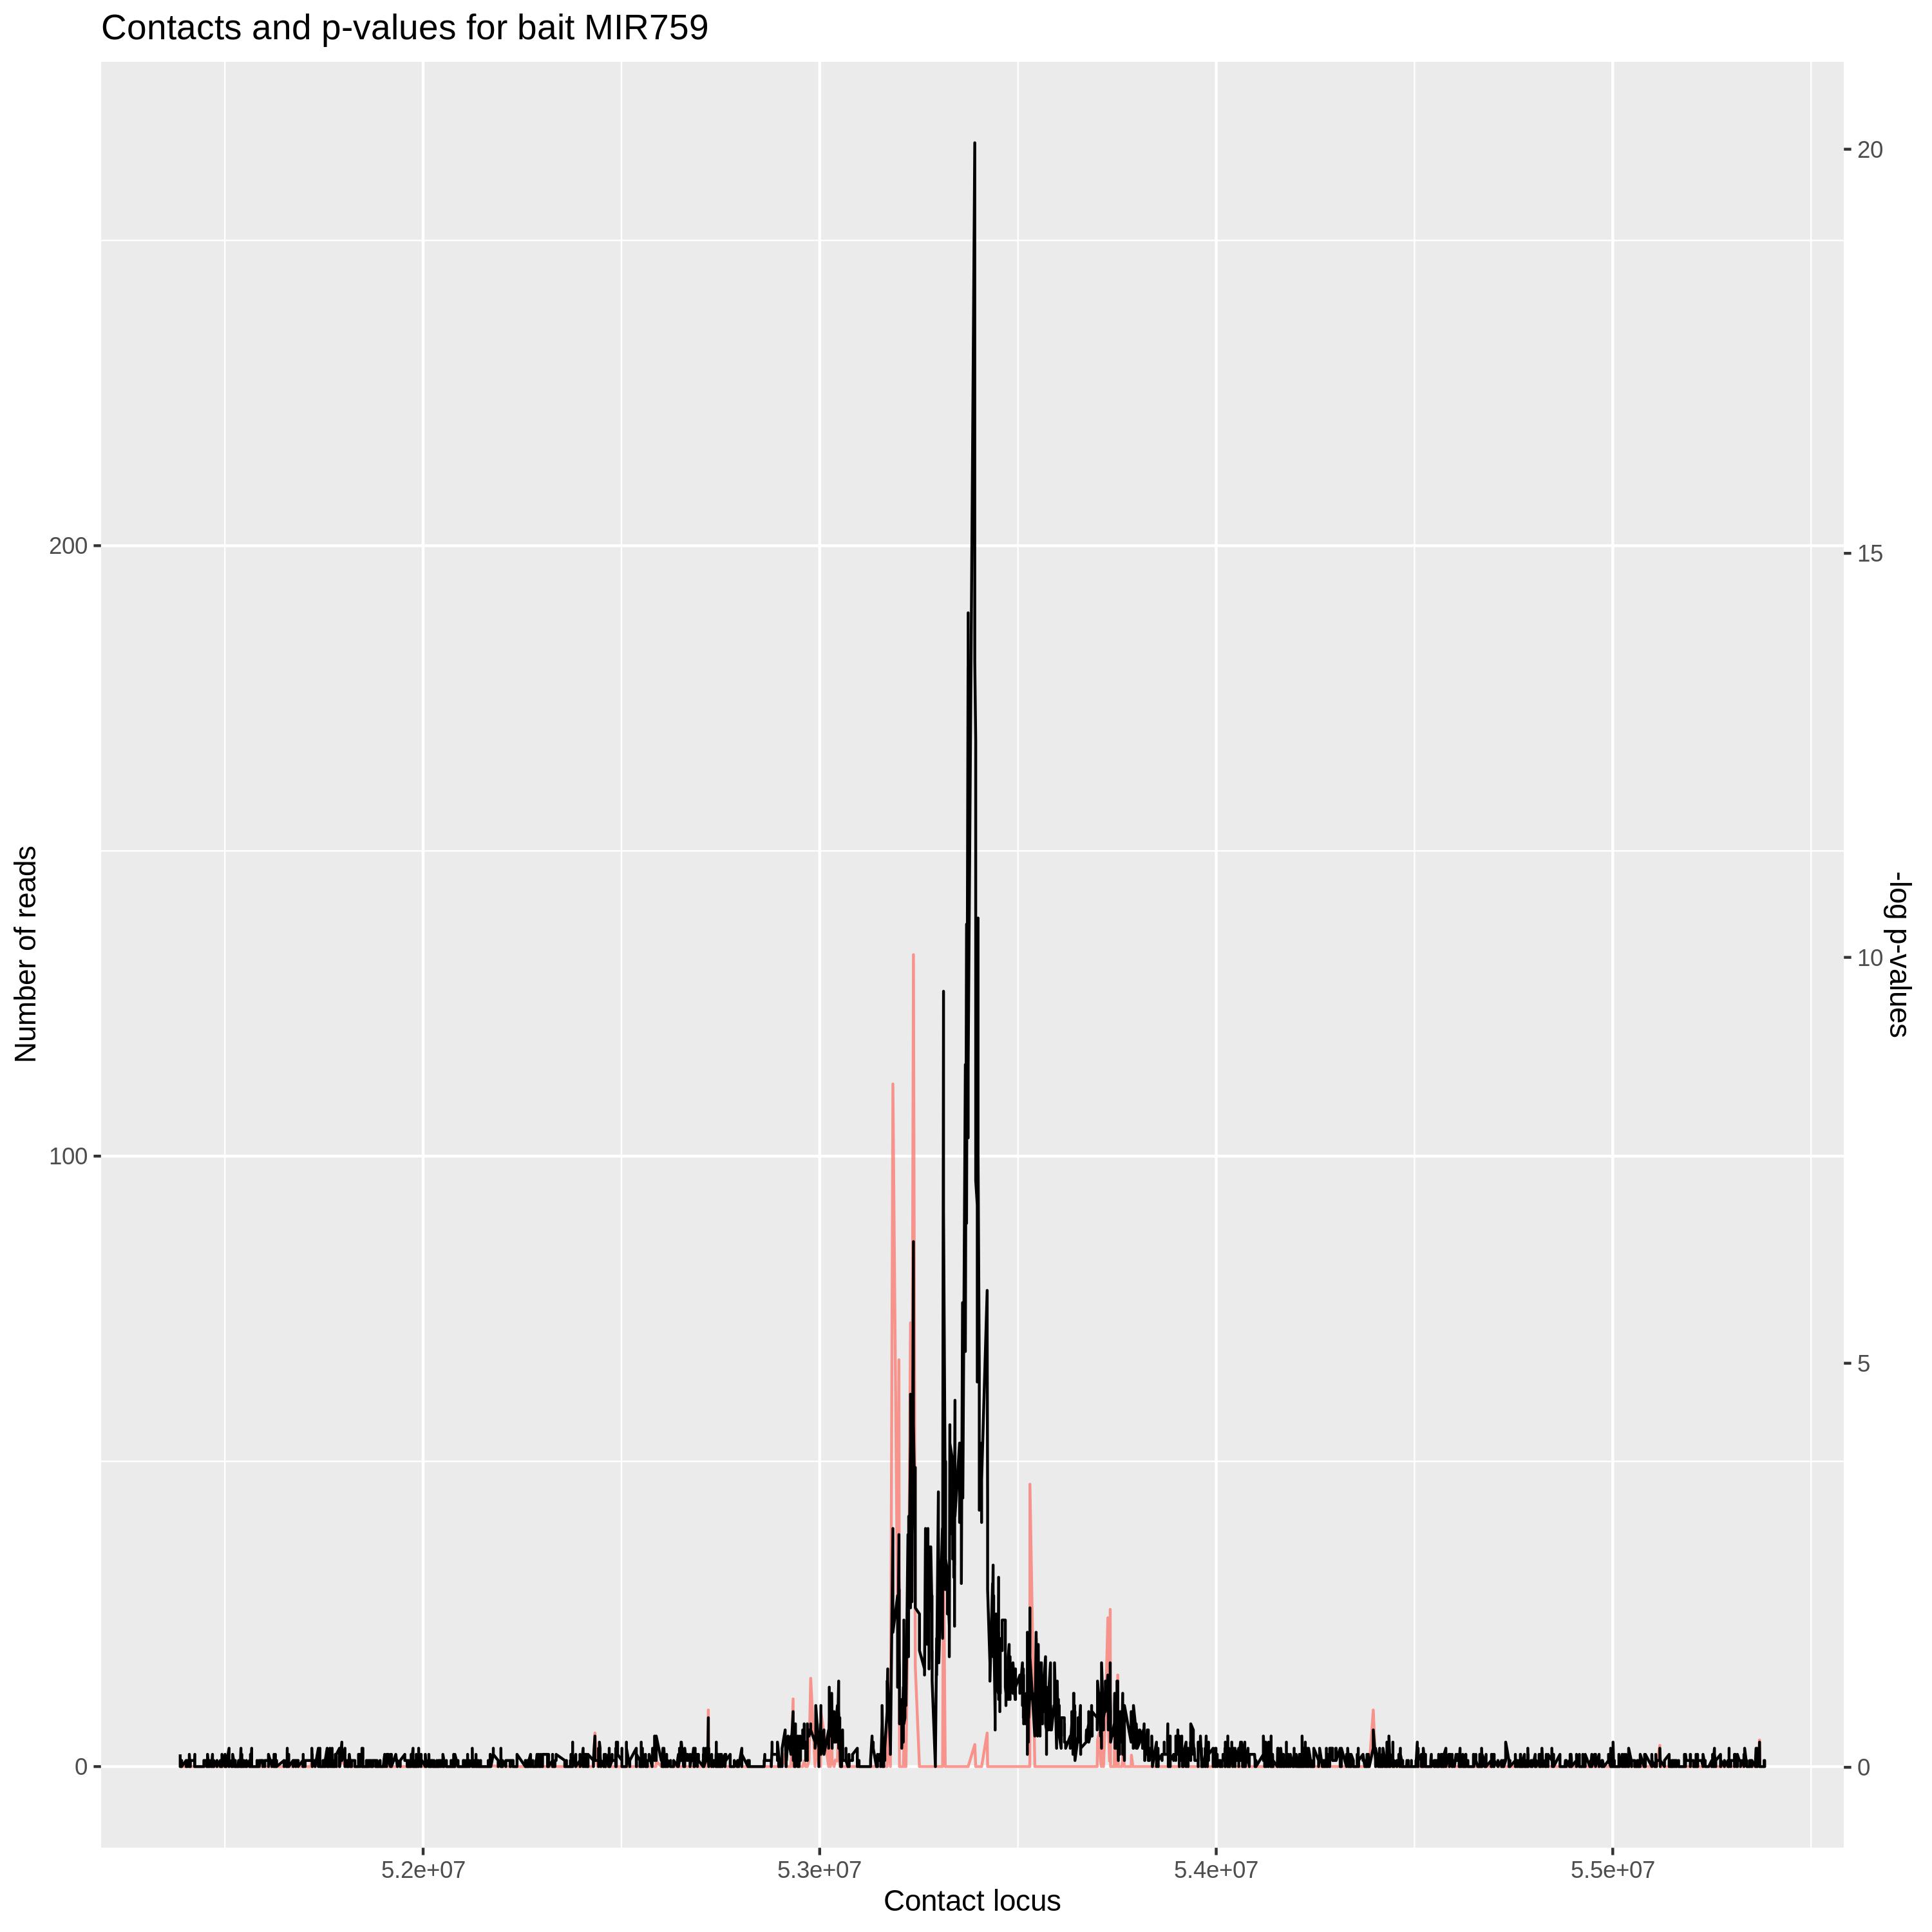 Contacts and p-values for bait MIR759
Number of reads
200
100
0
20
15
10
5
0
-log p-values
5.2e+07
5.3e+07
5.4e+07
5.5e+07
Contact locus